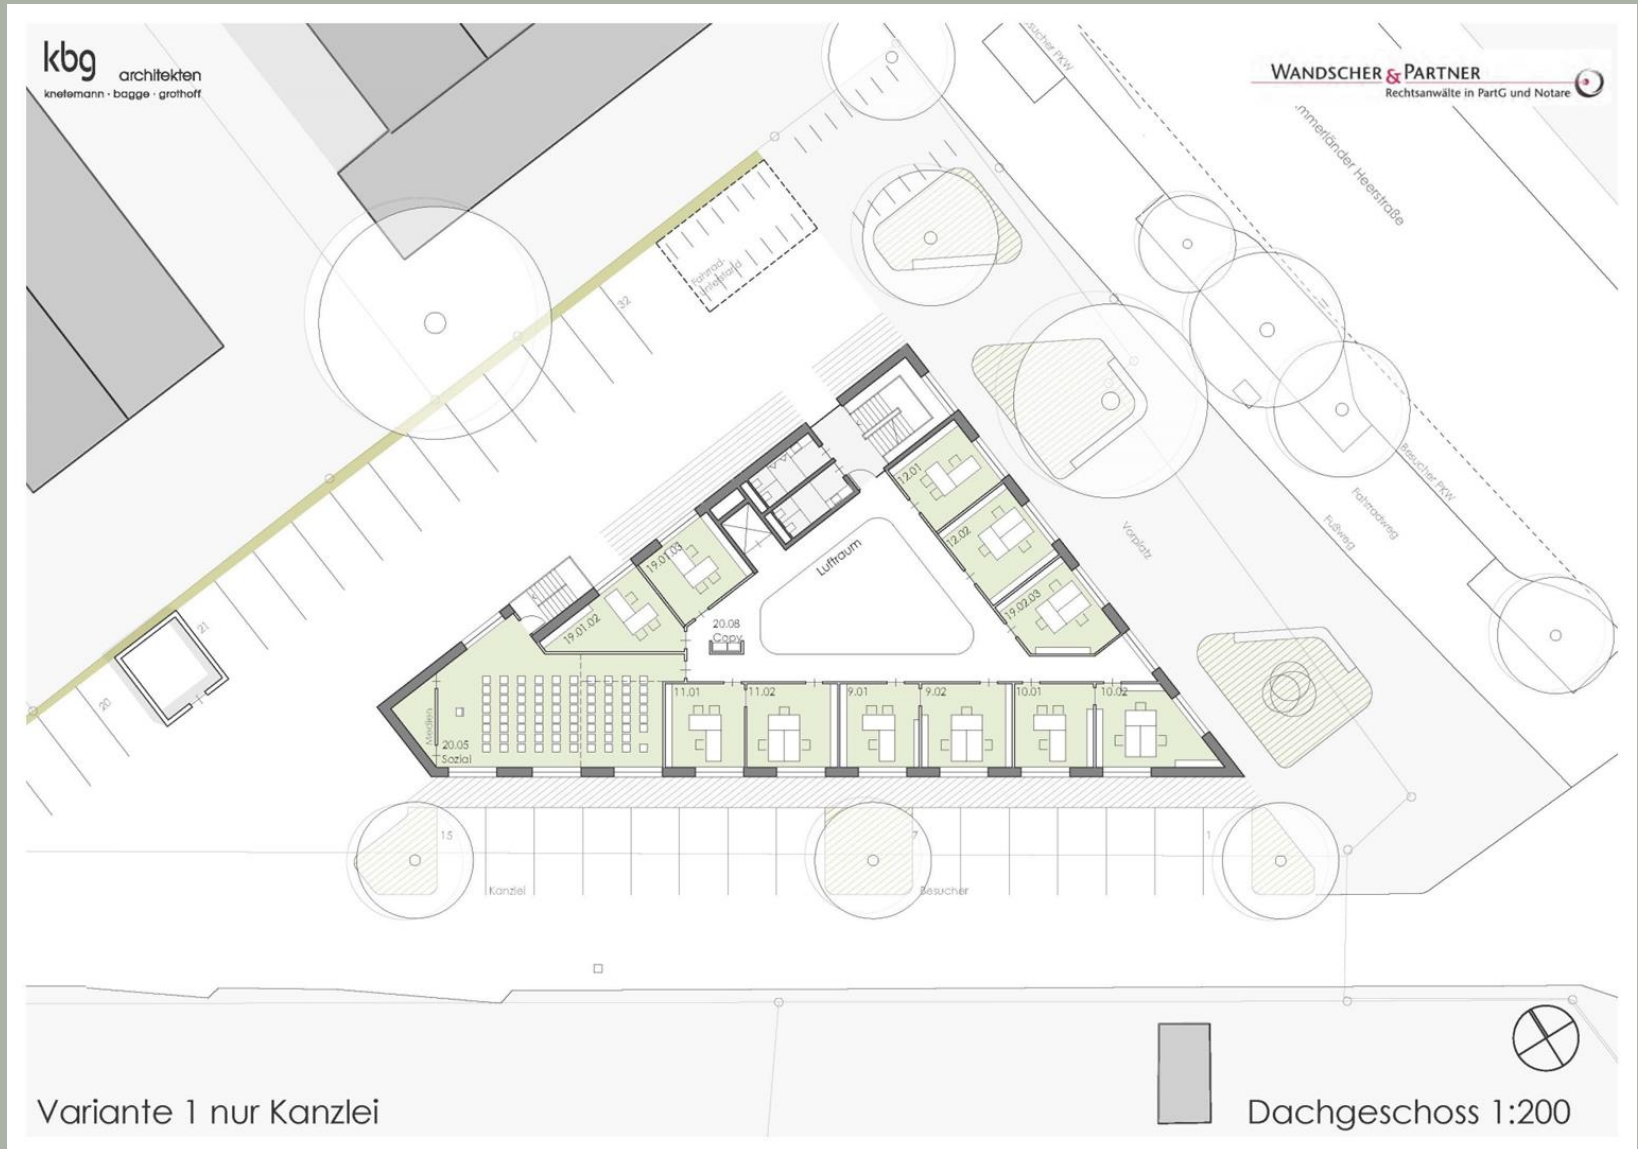 kbg architekten
knetemann · bagge · grothoff
WANDSCHER & PARTNER
Rechtsanwälte in PartG und Notare
Besucher PKW
mmerländer Heerstraße
Fahrrad-
unterstand
32
21
20
Besucher PKW
Fahrradweg
Fußweg
Vorplatz
12.01
12.02
19.02.03
Luftraum
19.01.03
19.01.02
20.08
Copy
11.01
11.02
9.01
9.02
10.01
10.02
Medien
20.05
Sozial
15
7
1
Kanzlei
Besucher
Variante 1 nur Kanzlei
Dachgeschoss 1:200